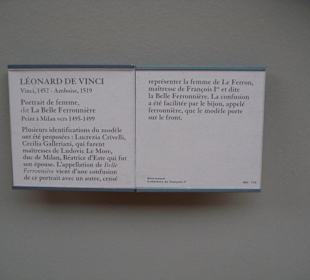 LÉONARD DE VINCI
Vinci, 1452 - Amboise, 1519
Portrait de femme,
dit La Belle Ferronnière
Peint à Milan vers 1495-1499
Plusieurs identifications du modèle
ont été proposées : Lucrezia Crivelli,
Cecilia Gallerani, qui furent
maîtresses de Ludovic Le More,
duc de Milan, Béatrice d'Este qui fut
son épouse. L'appellation de Belle
Ferronnière vient d'une confusion
de ce portrait avec un autre, censé
représenter la femme de Le Ferron,
maîtresse de François Ier et dite
la Belle Ferronnière. La confusion
a été facilitée par le bijou, appelé
ferronnière, que le modèle porte
sur le front.
Collection de François Ier